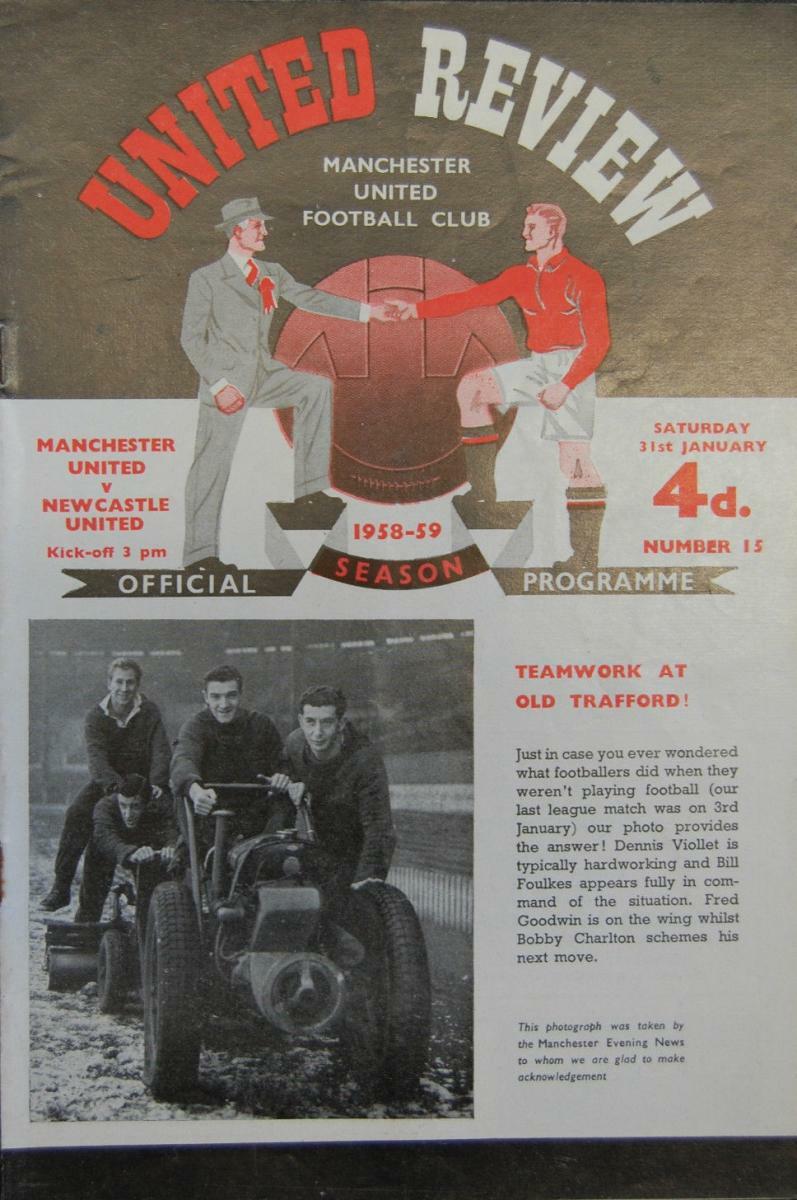 UNITED REVIEW
MANCHESTER
UNITED
FOOTBALL CLUB
MANCHESTER
UNITED
v
NEWCASTLE
UNITED
Kick-off 3 pm
SATURDAY
31st JANUARY
4d.
NUMBER 15
1958-59
OFFICIAL SEASON PROGRAMME
TEAMWORK AT
OLD TRAFFORD!
Just in case you ever wondered
what footballers did when they
weren't playing football (our
last league match was on 3rd
January) our photo provides
the answer! Dennis Viollet is
typically hardworking and Bill
Foulkes appears fully in com-
mand of the situation. Fred
Goodwin is on the wing whilst
Bobby Charlton schemes his
next move.
This photograph was taken by
the Manchester Evening News
to whom we are glad to make
acknowledgement